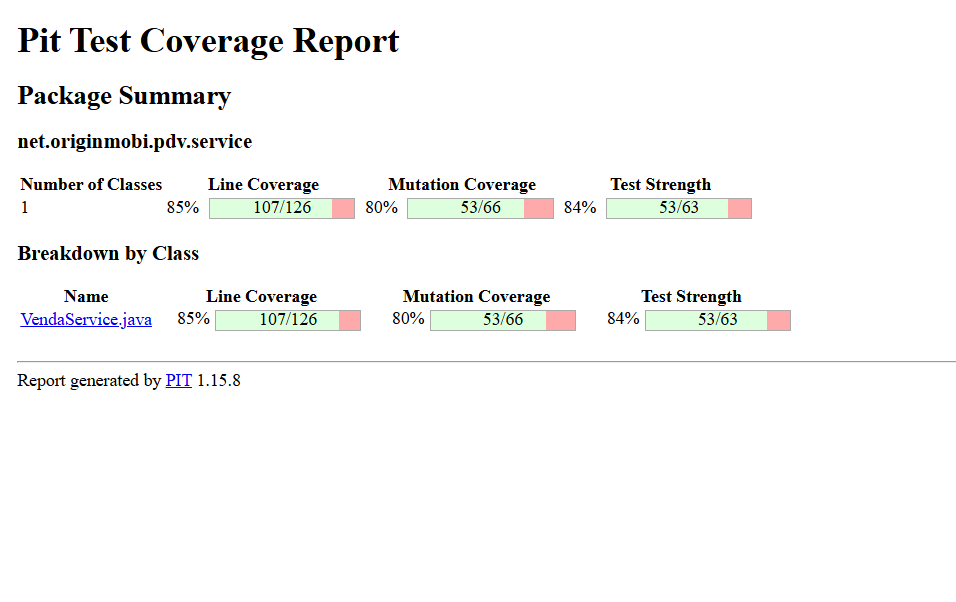 Pit Test Coverage Report
Package Summary
net.originmobi.pdv.service
Number of Classes Line Coverage Mutation Coverage Test Strength
1 85% 107/126 80% 53/66 84% 53/63
Breakdown by Class
Name Line Coverage Mutation Coverage Test Strength
VendaService.java 85% 107/126 80% 53/66 84% 53/63
Report generated by PIT 1.15.8